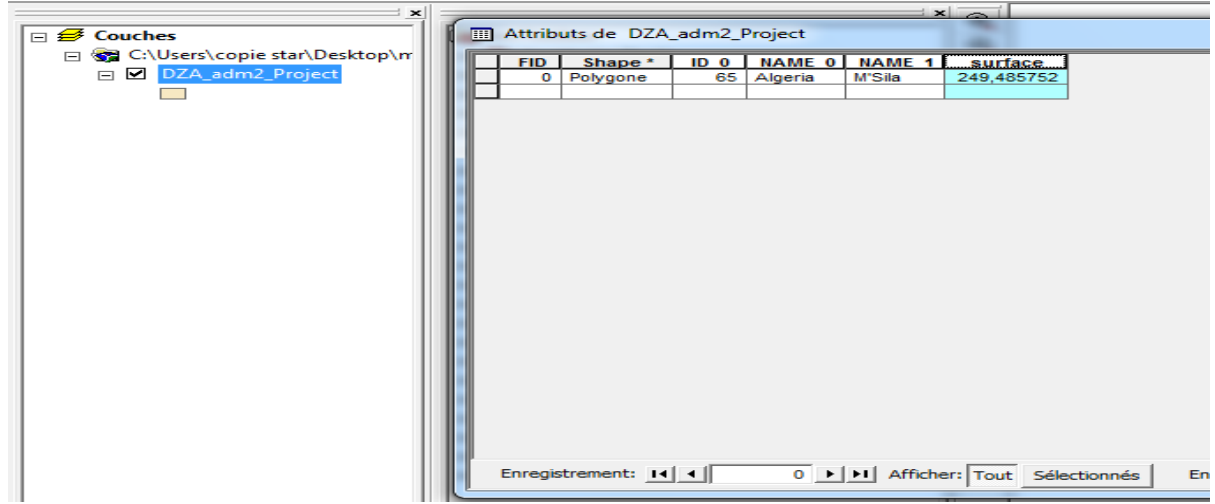 Couches
C:\Users\copie star\Desktop\m
DZA_adm2_Project
Attributs de DZA_adm2_Project
FID Shape * ID_0 NAME_0 NAME_1 surface
0 Polygone 65 Algeria M'Sila 249,485752
Enregistrement: 0 Afficher: Tout Sélectionnés En